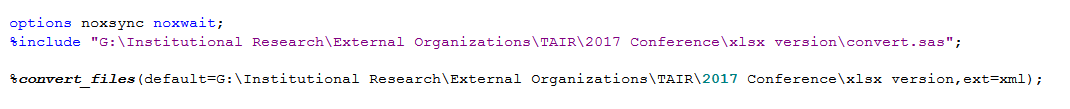 options noxsync noxwait;
%include "G:\Institutional Research\External Organizations\TAIR\2017 Conference\xlsx version\convert.sas";
%convert_files(default=G:\Institutional Research\External Organizations\TAIR\2017 Conference\xlsx version,ext=xml);